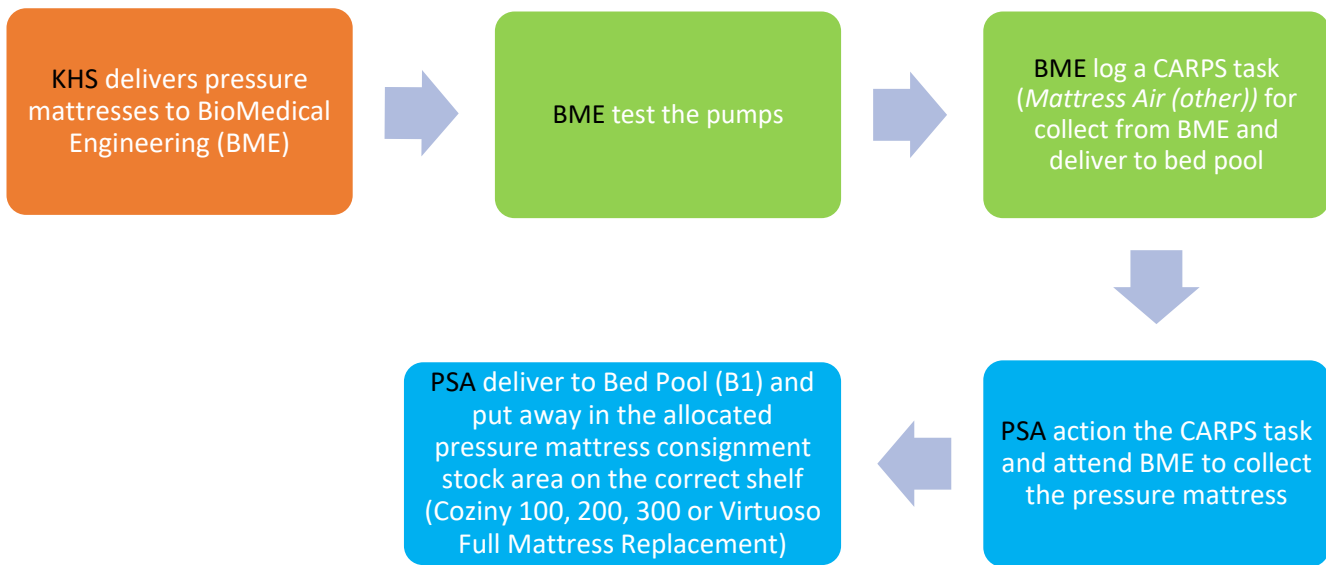 KHS delivers pressure
mattresses to BioMedical
Engineering (BME)
BME test the pumps
BME log a CARPS task
(Mattress Air (other)) for
collect from BME and
deliver to bed pool
PSA action the CARPS task
and attend BME to collect
the pressure mattress
PSA deliver to Bed Pool (B1) and
put away in the allocated
pressure mattress consignment
stock area on the correct shelf
(Coziny 100, 200, 300 or Virtuoso
Full Mattress Replacement)